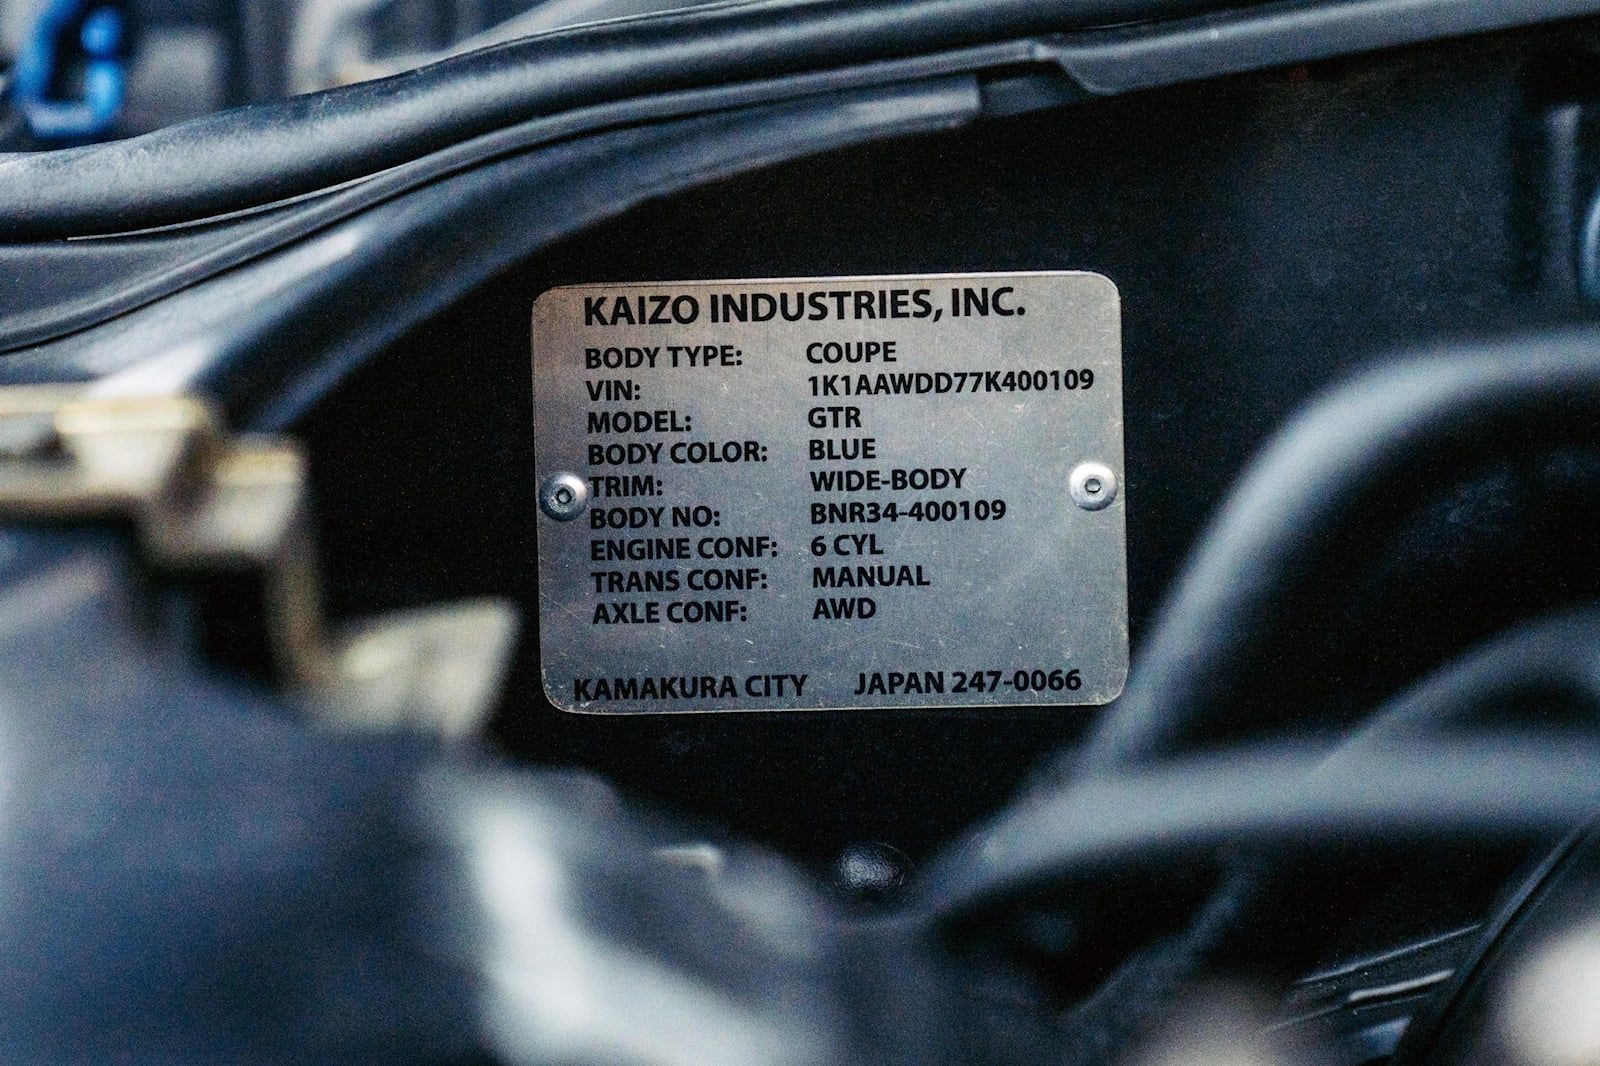 KAIZO INDUSTRIES, INC.
BODY TYPE: COUPE
VIN: 1K1AAWDD77K400109
MODEL: GTR
BODY COLOR: BLUE
TRIM: WIDE-BODY
BODY NO: BNR34-400109
ENGINE CONF: 6 CYL
TRANS CONF: MANUAL
AXLE CONF: AWD
KAMAKURA CITY JAPAN 247-0066